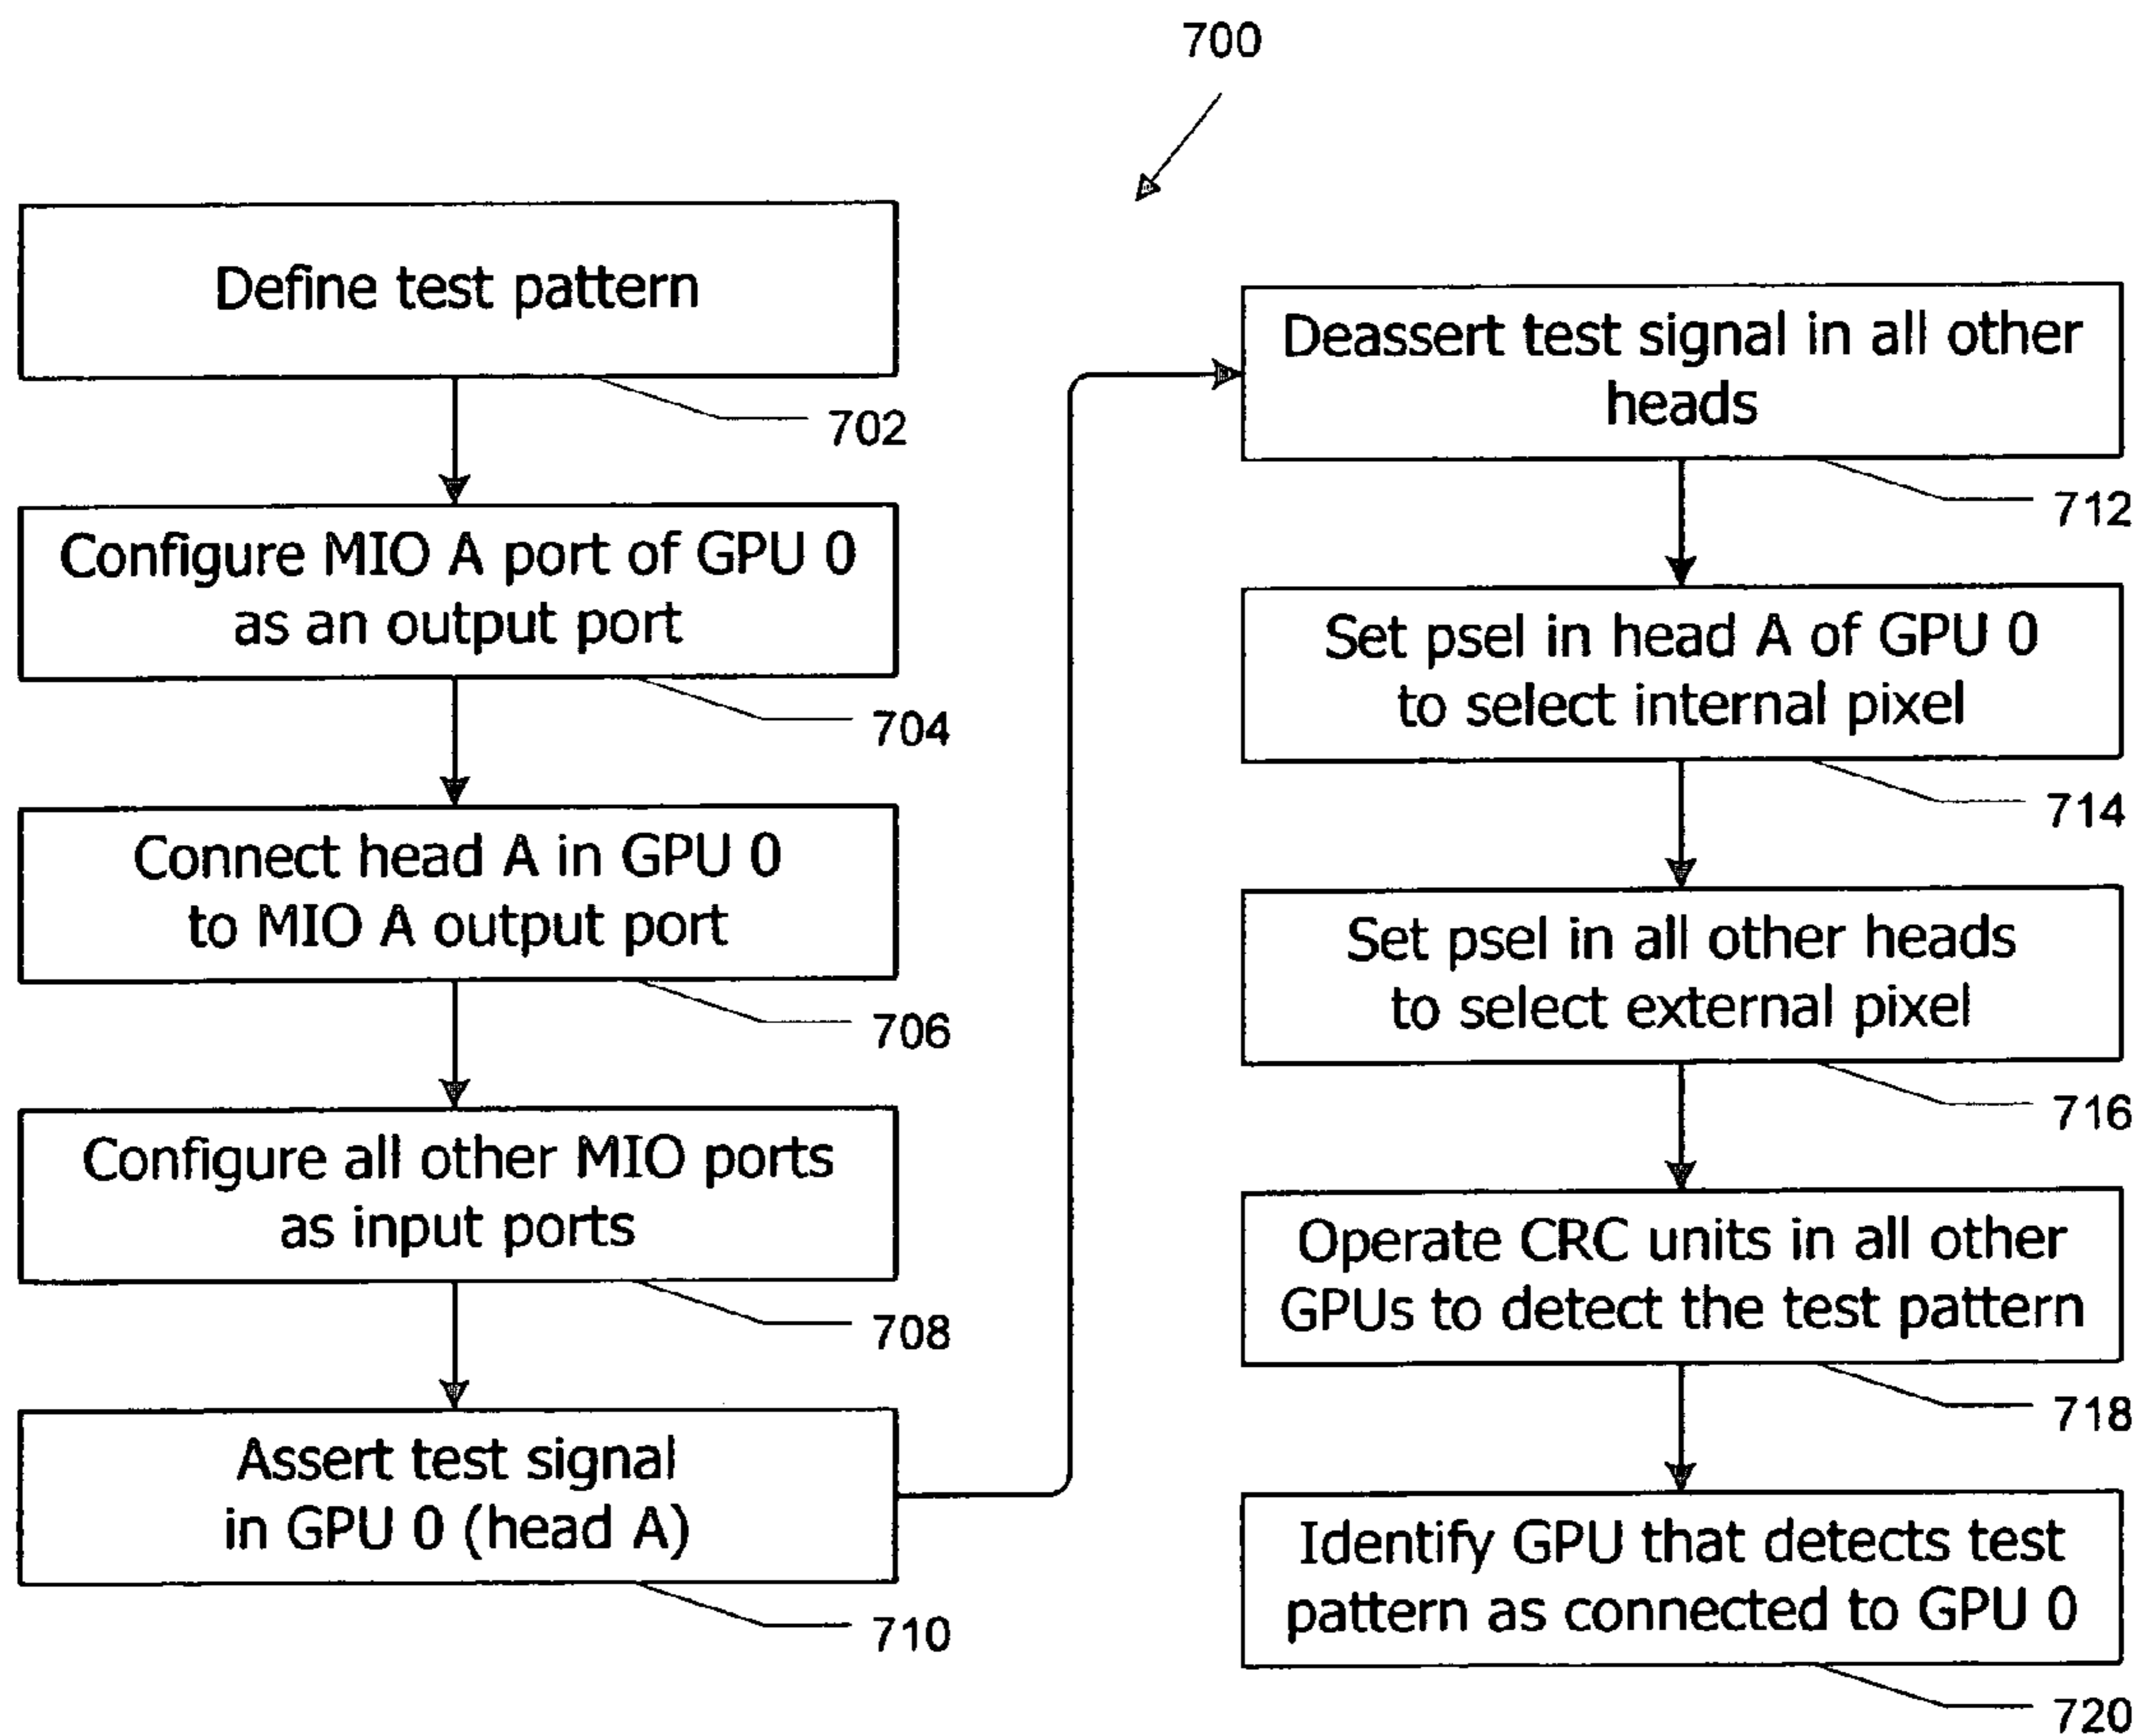 700
Define test pattern
702
Configure MIO A port of GPU 0
as an output port
704
Connect head A in GPU 0
to MIO A output port
706
Configure all other MIO ports
as input ports
708
Assert test signal
in GPU 0 (head A)
710
Deassert test signal in all other
heads
712
Set psel in head A of GPU 0
to select internal pixel
714
Set psel in all other heads
to select external pixel
716
Operate CRC units in all other
GPUs to detect the test pattern
718
Identify GPU that detects test
pattern as connected to GPU 0
720